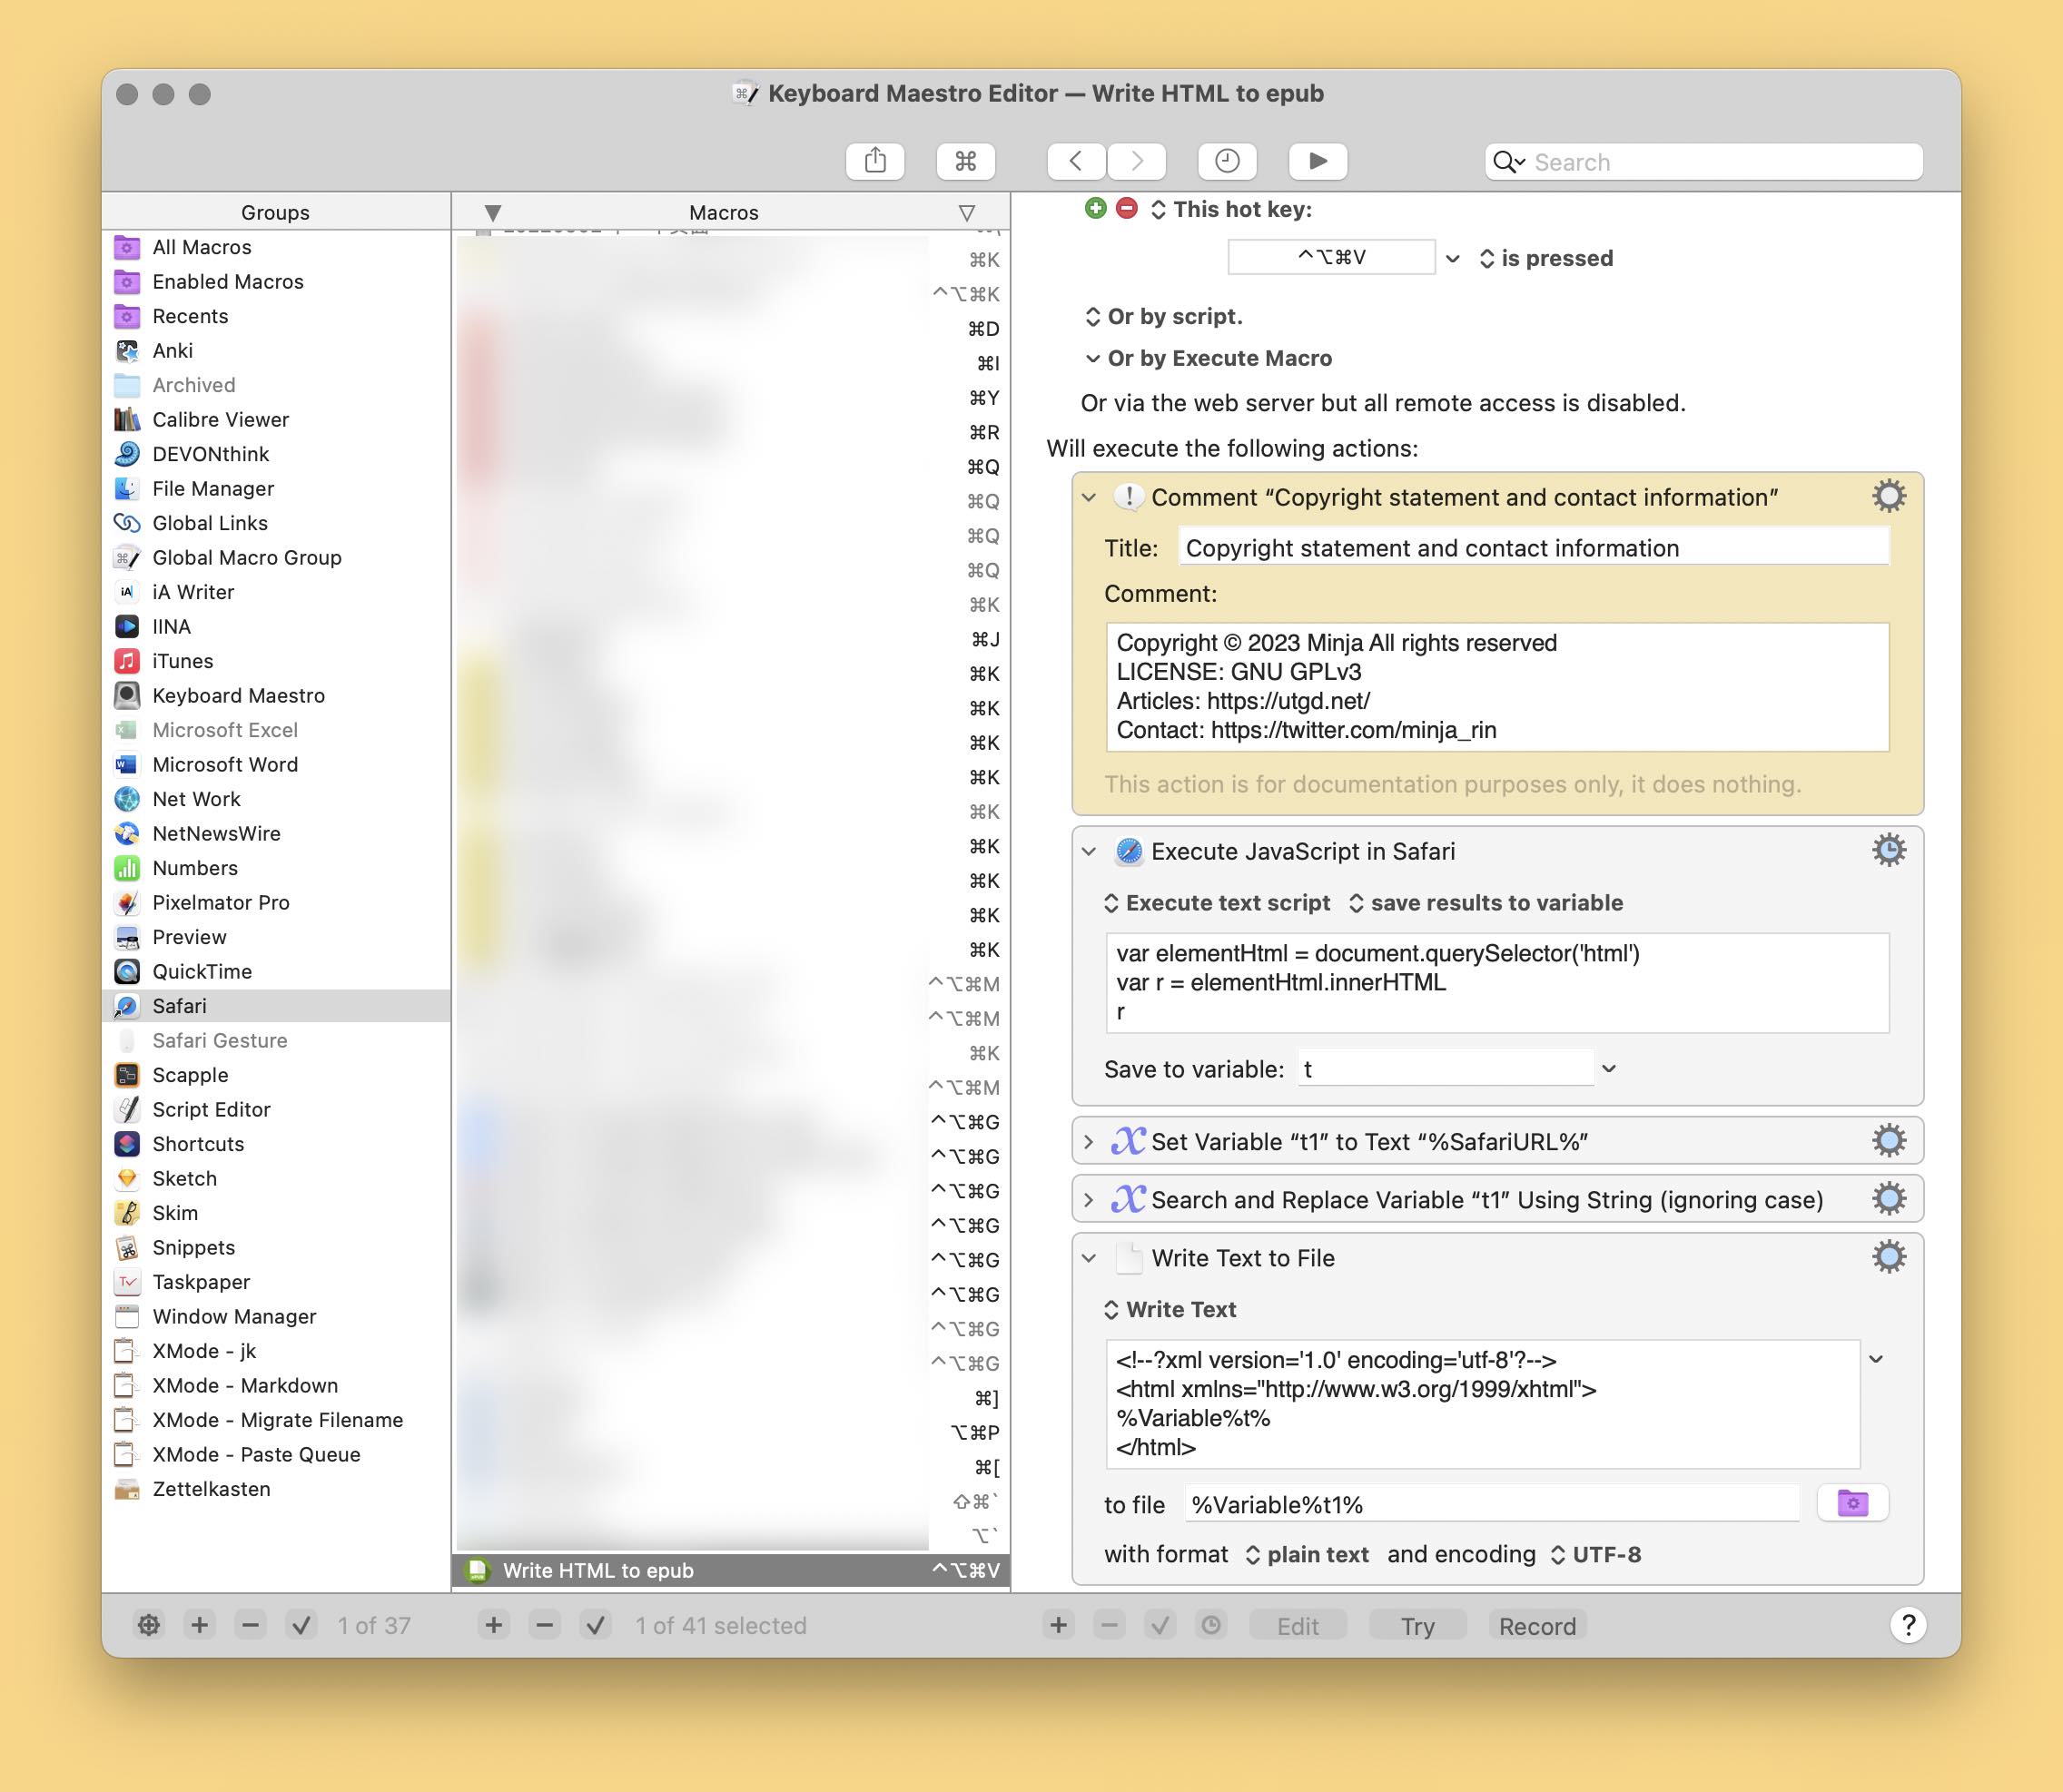 Keyboard Maestro Editor — Write HTML to epub
Search
Groups
All Macros
Enabled Macros
Recents
Anki
Archived
Calibre Viewer
DEVONthink
File Manager
Global Links
Global Macro Group
iA Writer
IINA
iTunes
Keyboard Maestro
Microsoft Excel
Microsoft Word
Net Work
NetNewsWire
Numbers
Pixelmator Pro
Preview
QuickTime
Safari
Safari Gesture
Scapple
Script Editor
Shortcuts
Sketch
Skim
Snippets
Taskpaper
Window Manager
XMode - jk
XMode - Markdown
XMode - Migrate Filename
XMode - Paste Queue
Zettelkasten
1 of 37
Macros
⌘K
^⌥⌘K
⌘D
⌘I
⌘Y
⌘R
⌘Q
⌘Q
⌘Q
⌘Q
⌘K
⌘J
⌘K
⌘K
⌘K
⌘K
⌘K
⌘K
⌘K
⌘K
⌘K
^⌥⌘M
^⌥⌘M
⌘K
^⌥⌘M
^⌥⌘G
^⌥⌘G
^⌥⌘G
^⌥⌘G
^⌥⌘G
^⌥⌘G
^⌥⌘G
^⌥⌘G
⌘]
⌥⌘P
⌘[
⇧⌘`
⌥`
Write HTML to epub ^⌥⌘V
1 of 41 selected
This hot key:
^⌥⌘V is pressed
Or by script.
Or by Execute Macro
Or via the web server but all remote access is disabled.
Will execute the following actions:
Comment “Copyright statement and contact information”
Title: Copyright statement and contact information
Comment:
Copyright © 2023 Minja All rights reserved
LICENSE: GNU GPLv3
Articles: https://utgd.net/
Contact: https://twitter.com/minja_rin
This action is for documentation purposes only, it does nothing.
Execute JavaScript in Safari
Execute text script save results to variable
var elementHtml = document.querySelector('html')
var r = elementHtml.innerHTML
r
Save to variable: t
Set Variable “t1” to Text “%SafariURL%”
Search and Replace Variable “t1” Using String (ignoring case)
Write Text to File
Write Text
<!--?xml version='1.0' encoding='utf-8'?-->
<html xmlns="http://www.w3.org/1999/xhtml">
%Variable%t%
</html>
to file %Variable%t1%
with format plain text and encoding UTF-8
Edit Try Record ?